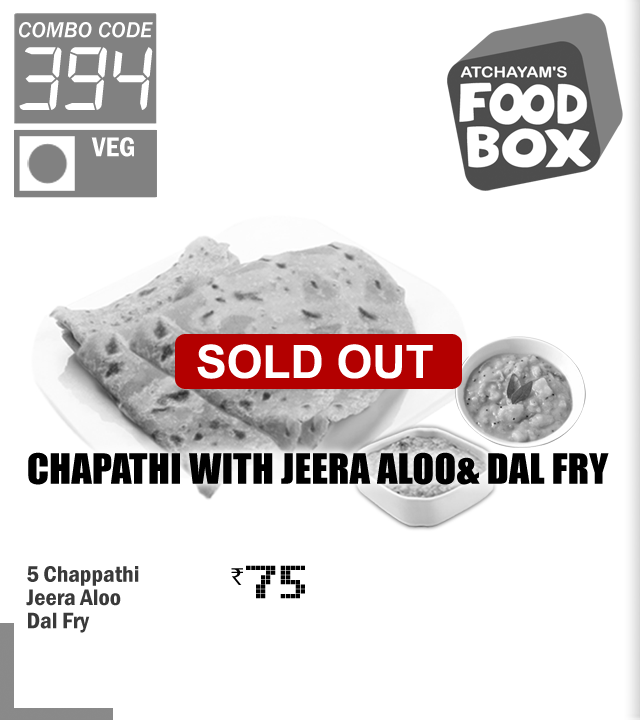 COMBO CODE
394
VEG
ATCHAYAM'S
FOOD
BOX
SOLD OUT
CHAPATHI WITH JEERA ALOO& DAL FRY
5 Chappathi
Jeera Aloo
Dal Fry
₹75